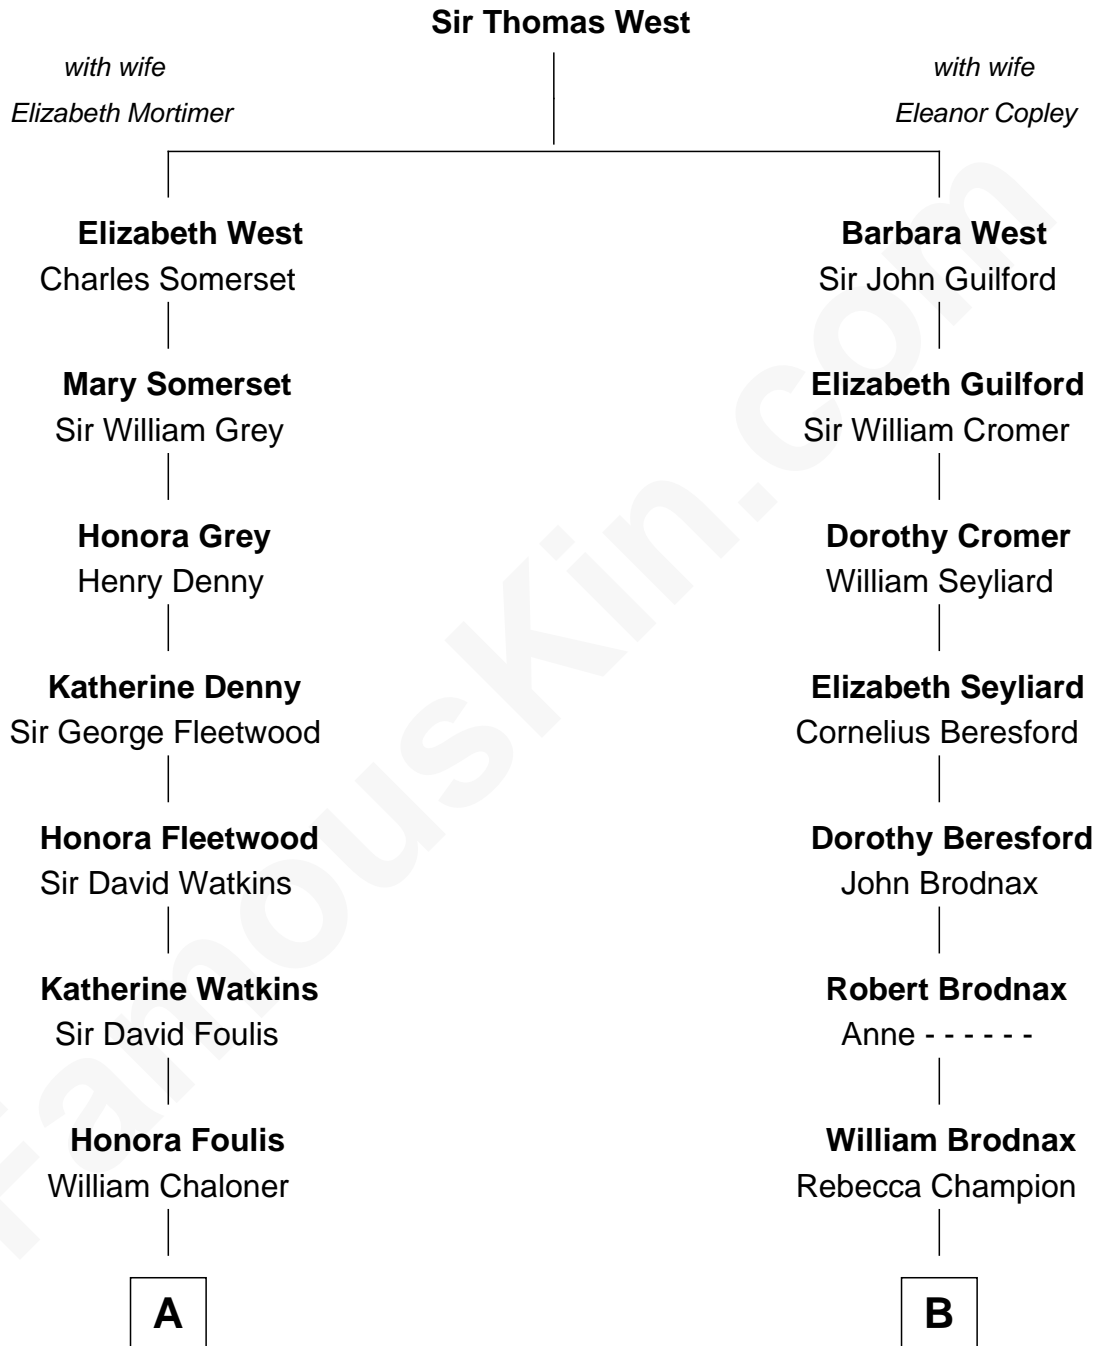 Sir Thomas West
with wife
Elizabeth Mortimer
with wife
Eleanor Copley
Elizabeth West
Charles Somerset
Barbara West
Sir John Guilford
Mary Somerset
Sir William Grey
Elizabeth Guilford
Sir William Cromer
Honora Grey
Henry Denny
Dorothy Cromer
William Seyliard
Katherine Denny
Sir George Fleetwood
Elizabeth Seyliard
Cornelius Beresford
Honora Fleetwood
Sir David Watkins
Dorothy Beresford
John Brodnax
Katherine Watkins
Sir David Foulis
Robert Brodnax
Anne - - - - - -
Honora Foulis
William Chaloner
William Brodnax
Rebecca Champion
A
B
FamousKin.com